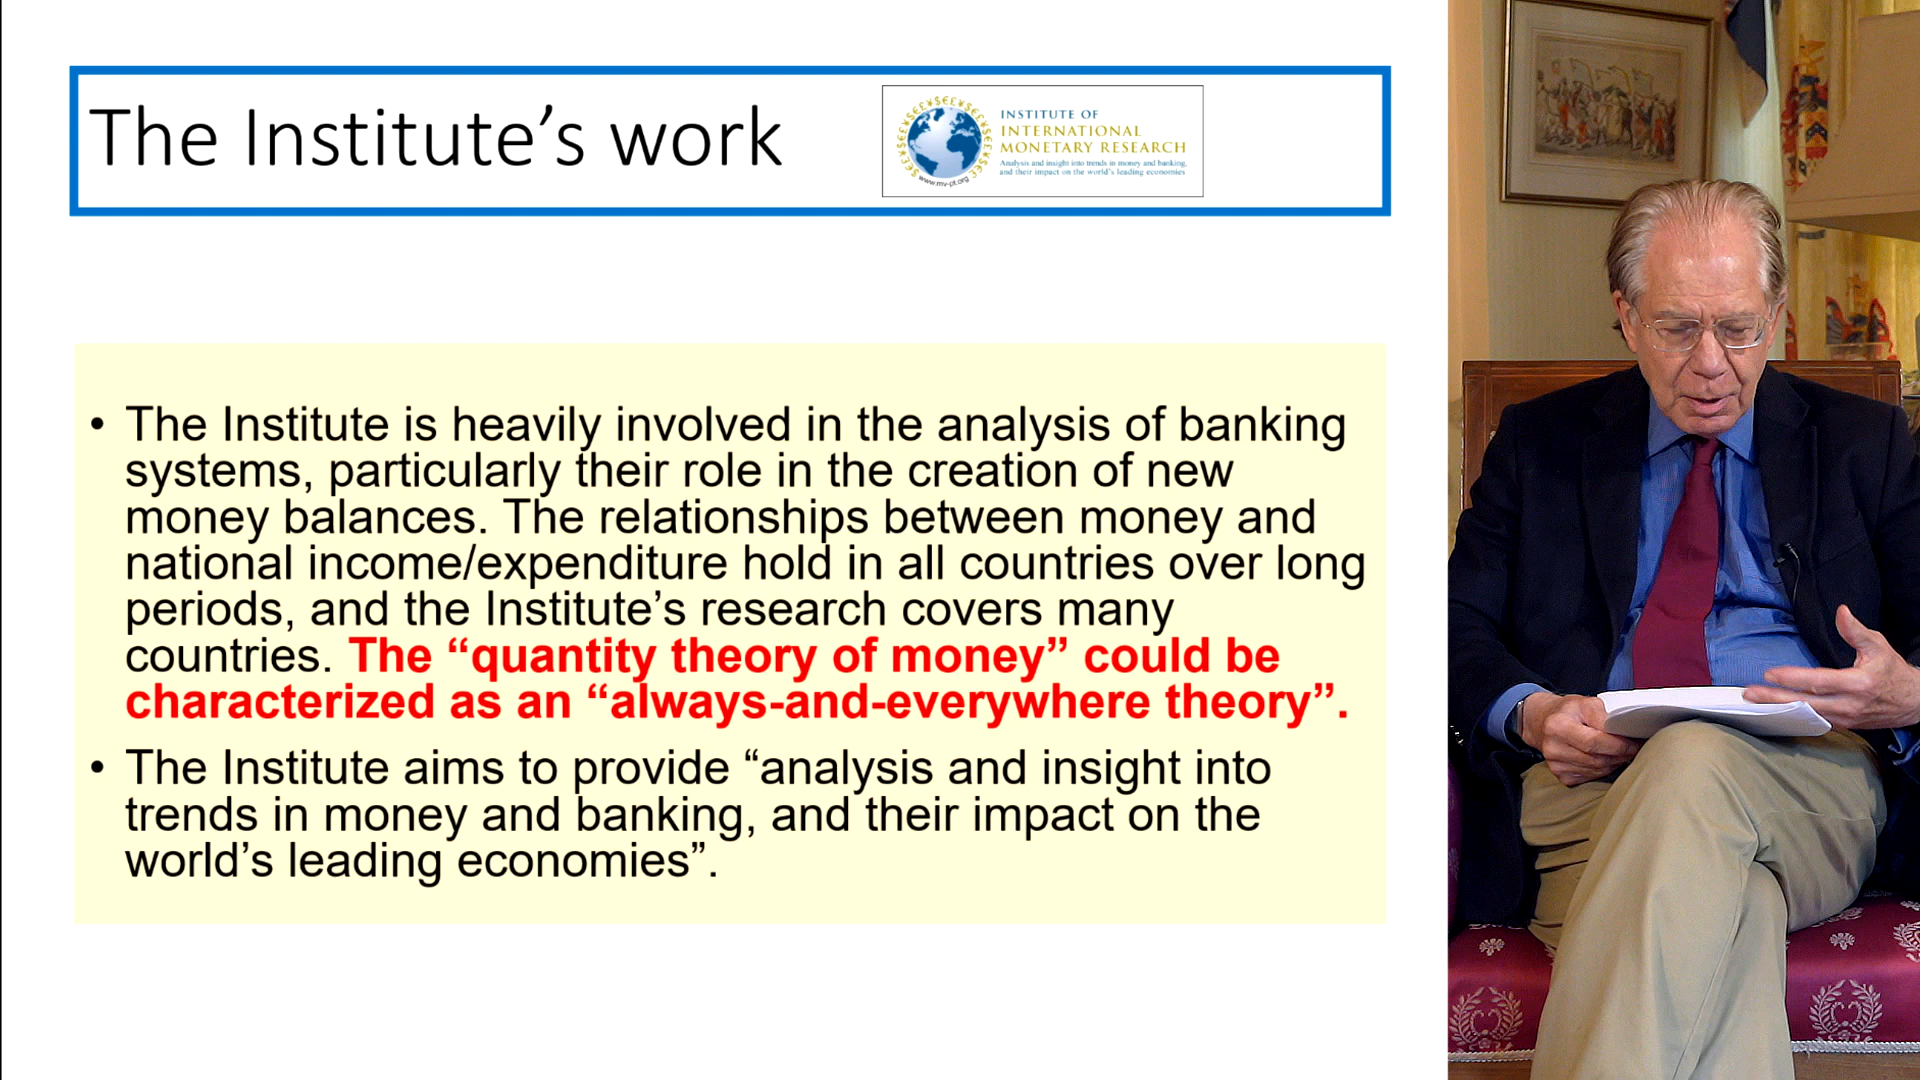 The Institute’s work
INSTITUTE OF
INTERNATIONAL
MONETARY RESEARCH
Analysis and insight into trends in money and banking,
and their impact on the world's leading economies
www.mv-pt.org
• The Institute is heavily involved in the analysis of banking
systems, particularly their role in the creation of new
money balances. The relationships between money and
national income/expenditure hold in all countries over long
periods, and the Institute’s research covers many
countries. The “quantity theory of money” could be
characterized as an “always-and-everywhere theory”.
• The Institute aims to provide “analysis and insight into
trends in money and banking, and their impact on the
world’s leading economies”.